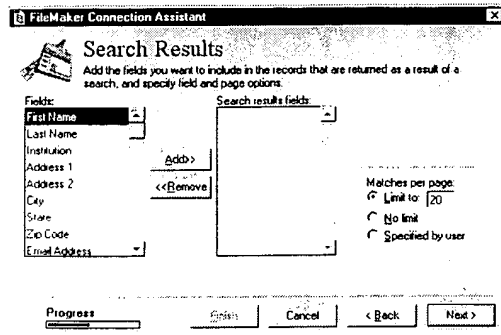 FileMaker Connection Assistant
Search Results
Add the fields you want to include in the records that are returned as a result of a
search, and specify field and page options.
Fields:
Search results fields:
First Name
Last Name
Institution
Address 1
Address 2
City
State
Zip Code
Email Address
Add>>
<<Remove
Matches per page:
Limit to: 20
No limit
Specified by user
Progress
Finish
Cancel
< Back
Next >